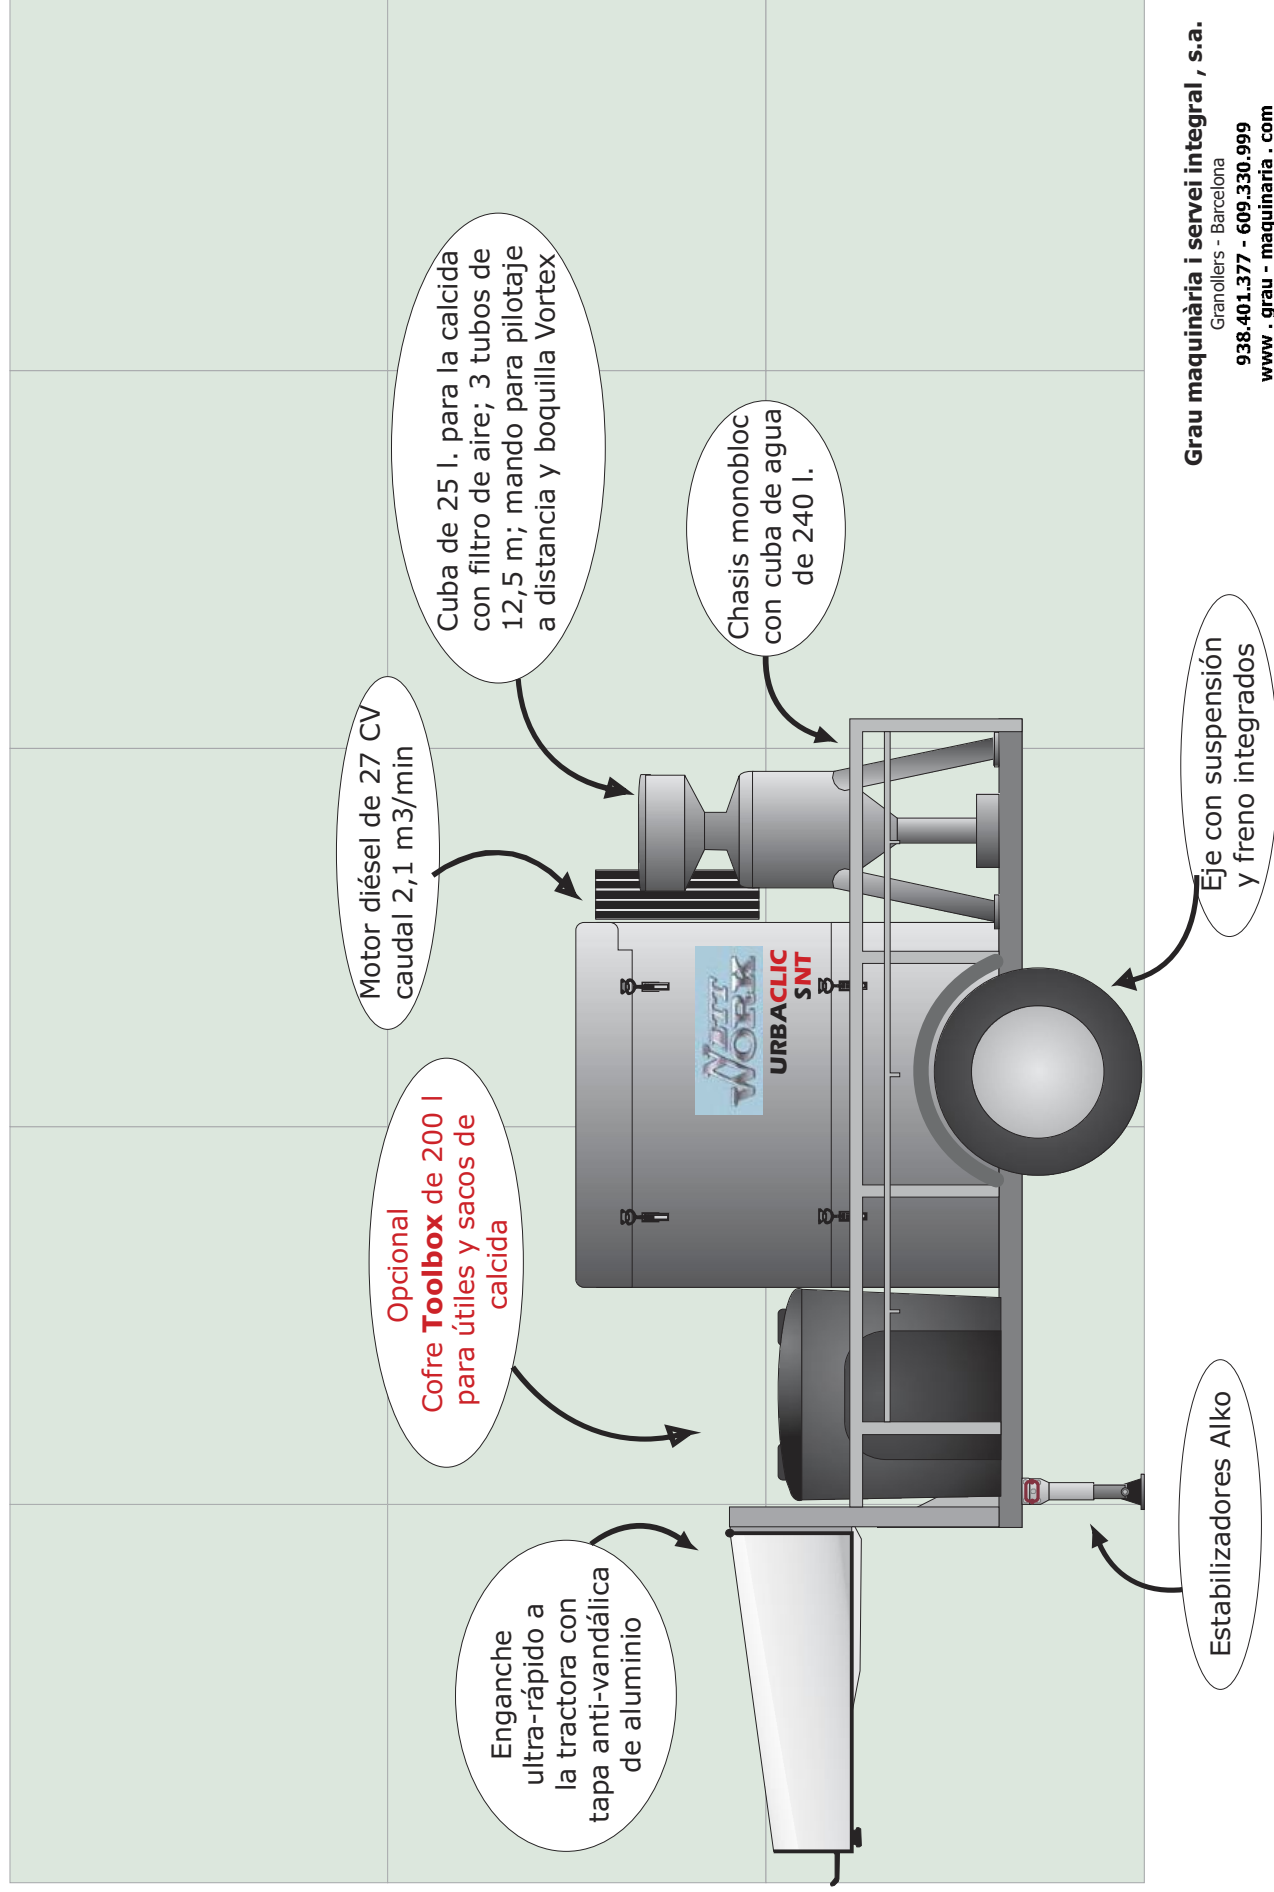 Enganche
ultra-rápido a
la tractora con
tapa anti-vandálica
de aluminio
Opcional
Cofre Toolbox de 200 l
para útiles y sacos de
calcida
Motor diésel de 27 CV
caudal 2,1 m3/min
Cuba de 25 l. para la calcida
con filtro de aire; 3 tubos de
12,5 m; mando para pilotaje
a distancia y boquilla Vortex
Chasis monobloc
con cuba de agua
de 240 l.
NETT
WORK
URBACLIC
SNT
Estabilizadores Alko
Eje con suspensión
y freno integrados
Grau maquinària i servei integral , s.a.
Granollers - Barcelona
938.401.377 - 609.330.999
www . grau - maquinaria . com